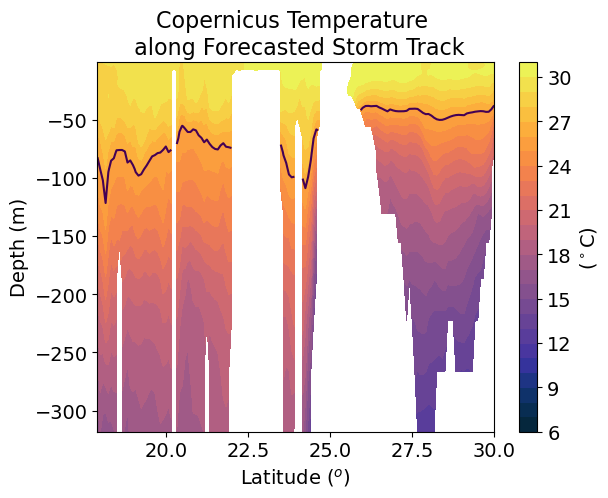 Copernicus Temperature
along Forecasted Storm Track
Depth (m)
−50
−100
−150
−200
−250
−300
20.0 22.5 25.0 27.5 30.0
Latitude (°)
30
27
24
21
18
15
12
9
6
(∘C)